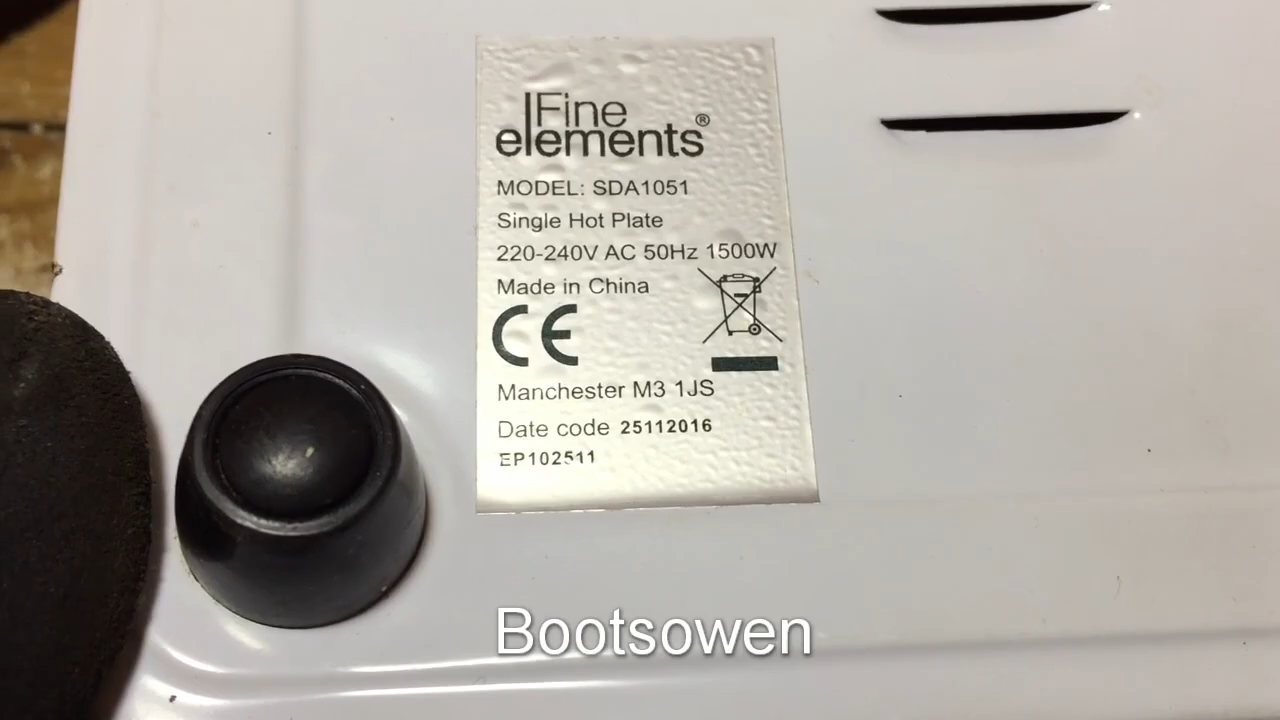 Fine
elements®
MODEL: SDA1051
Single Hot Plate
220-240V AC 50Hz 1500W
Made in China
CE
Manchester M3 1JS
Date code 25112016
EP102511
Bootsowen